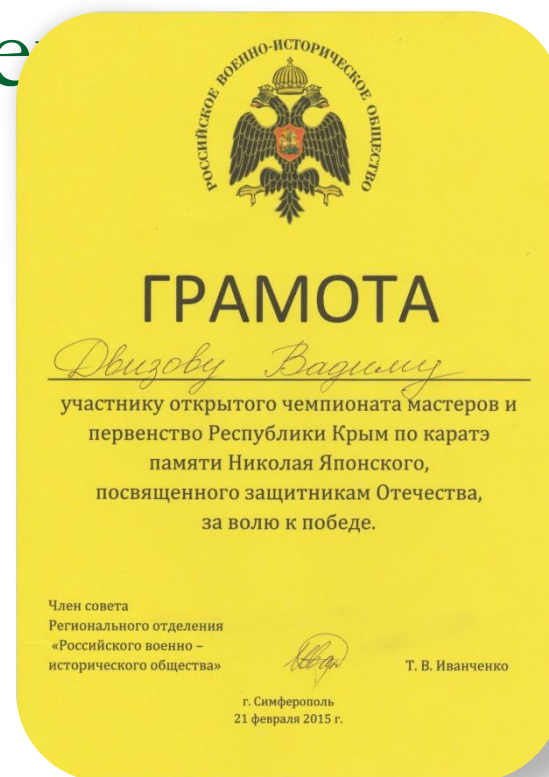 РОССИЙСКОЕ ВОЕННО-ИСТОРИЧЕСКОЕ ОБЩЕСТВО
ГРАМОТА
Двизову Вадиму
участнику открытого чемпионата мастеров и
первенство Республики Крым по каратэ
памяти Николая Японского,
посвященного защитникам Отечества,
за волю к победе.
Член совета
Регионального отделения
«Российского военно –
исторического общества»
Т. В. Иванченко
г. Симферополь
21 февраля 2015 г.